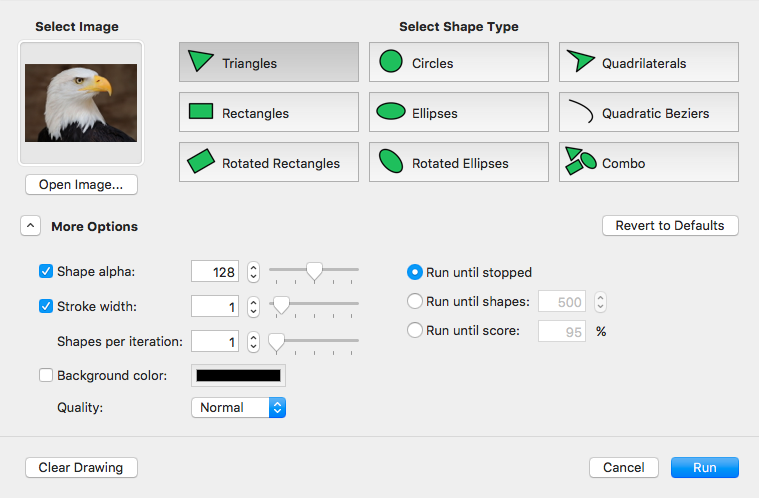 Select Image
Select Shape Type
Triangles
Circles
Quadrilaterals
Rectangles
Ellipses
Quadratic Beziers
Rotated Rectangles
Rotated Ellipses
Combo
Open Image...
More Options
Revert to Defaults
Shape alpha: 128
Run until stopped
Stroke width: 1
Run until shapes: 500
Shapes per iteration: 1
Run until score: 95 %
Background color:
Quality: Normal
Clear Drawing
Cancel
Run